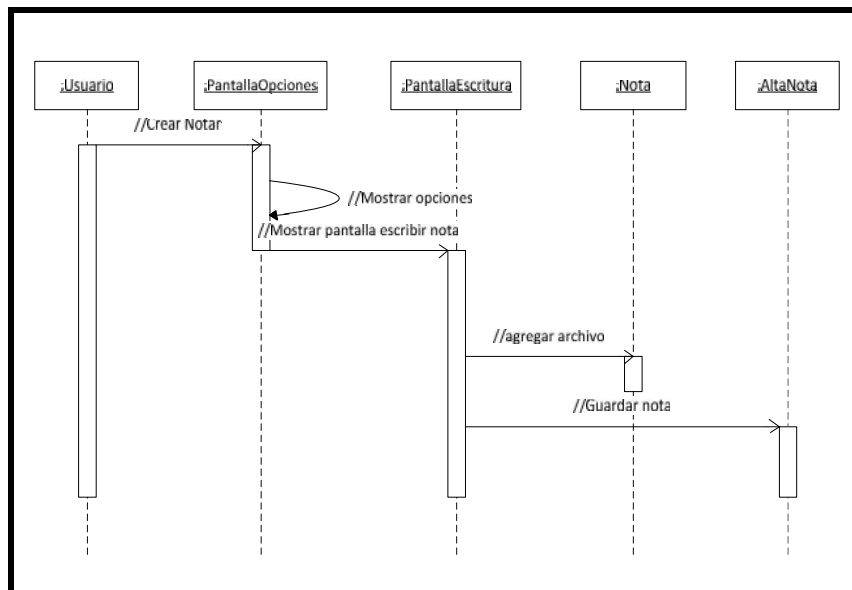 :Usuario
:PantallaOpciones
:PantallaEscritura
:Nota
:AltaNota
//Crear Notar
//Mostrar opciones
//Mostrar pantalla escribir nota
//agregar archivo
//Guardar nota